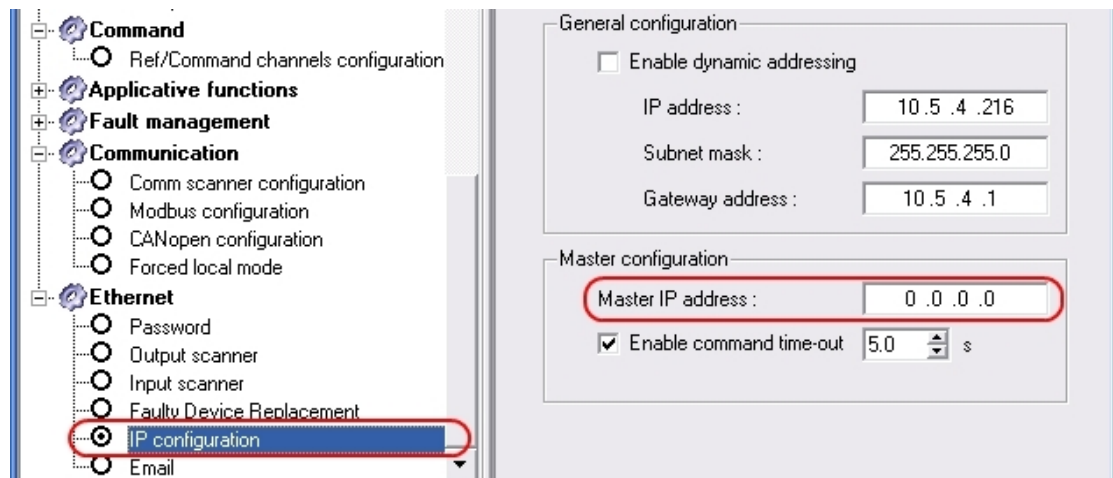 Command
Ref/Command channels configuration
Applicative functions
Fault management
Communication
Comm scanner configuration
Modbus configuration
CANopen configuration
Forced local mode
Ethernet
Password
Output scanner
Input scanner
Faulty Device Replacement
IP configuration
Email
General configuration
Enable dynamic addressing
IP address : 10 .5 .4 .216
Subnet mask : 255.255.255.0
Gateway address : 10 .5 .4 .1
Master configuration
Master IP address : 0 .0 .0 .0
Enable command time-out 5.0 s